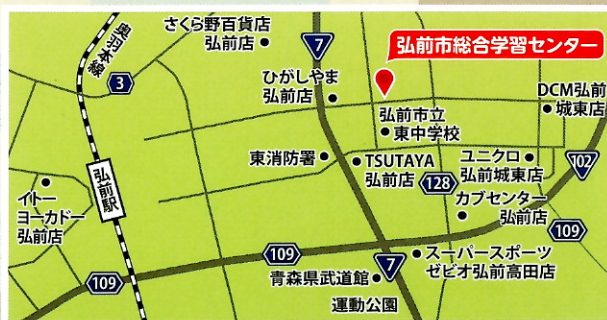 さくら野百貨店
弘前店
奥羽本線
7
弘前市総合学習センター
3
ひがしやま
弘前店
DCM弘前
城東店
弘前市立
東中学校
東消防署
TSUTAYA
弘前店
ユニクロ
弘前城東店
102
弘前駅
イトー
ヨーカドー
弘前店
128
カブセンター
弘前店
109
109
スーパースポーツ
ゼビオ弘前高田店
7
109
青森県武道館
運動公園